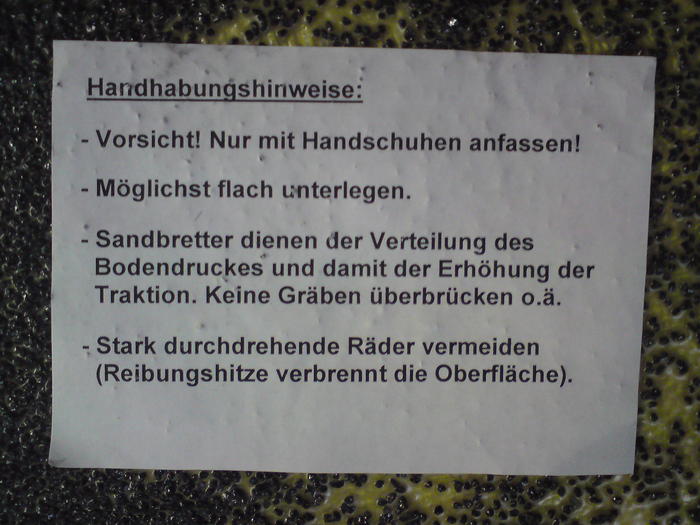 Handhabungshinweise:
- Vorsicht! Nur mit Handschuhen anfassen!
- Möglichst flach unterlegen.
- Sandbretter dienen der Verteilung des
Bodendruckes und damit der Erhöhung der
Traktion. Keine Gräben überbrücken o.ä.
- Stark durchdrehende Räder vermeiden
(Reibungshitze verbrennt die Oberfläche).